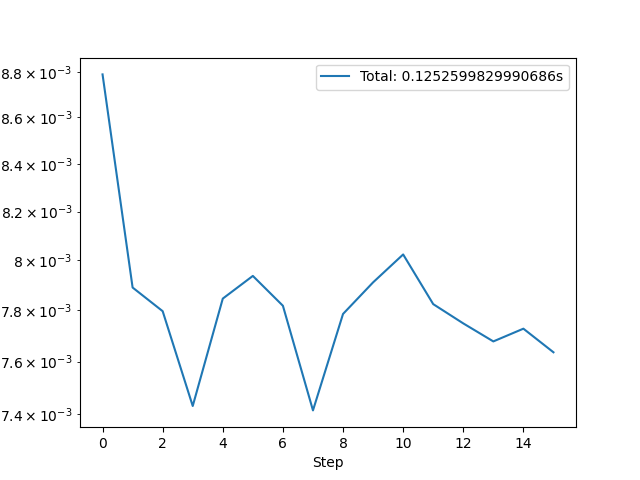 Total: 0.1252599829990686s
8.8 × 10⁻³
8.6 × 10⁻³
8.4 × 10⁻³
8.2 × 10⁻³
8 × 10⁻³
7.8 × 10⁻³
7.6 × 10⁻³
7.4 × 10⁻³
0 2 4 6 8 10 12 14
Step